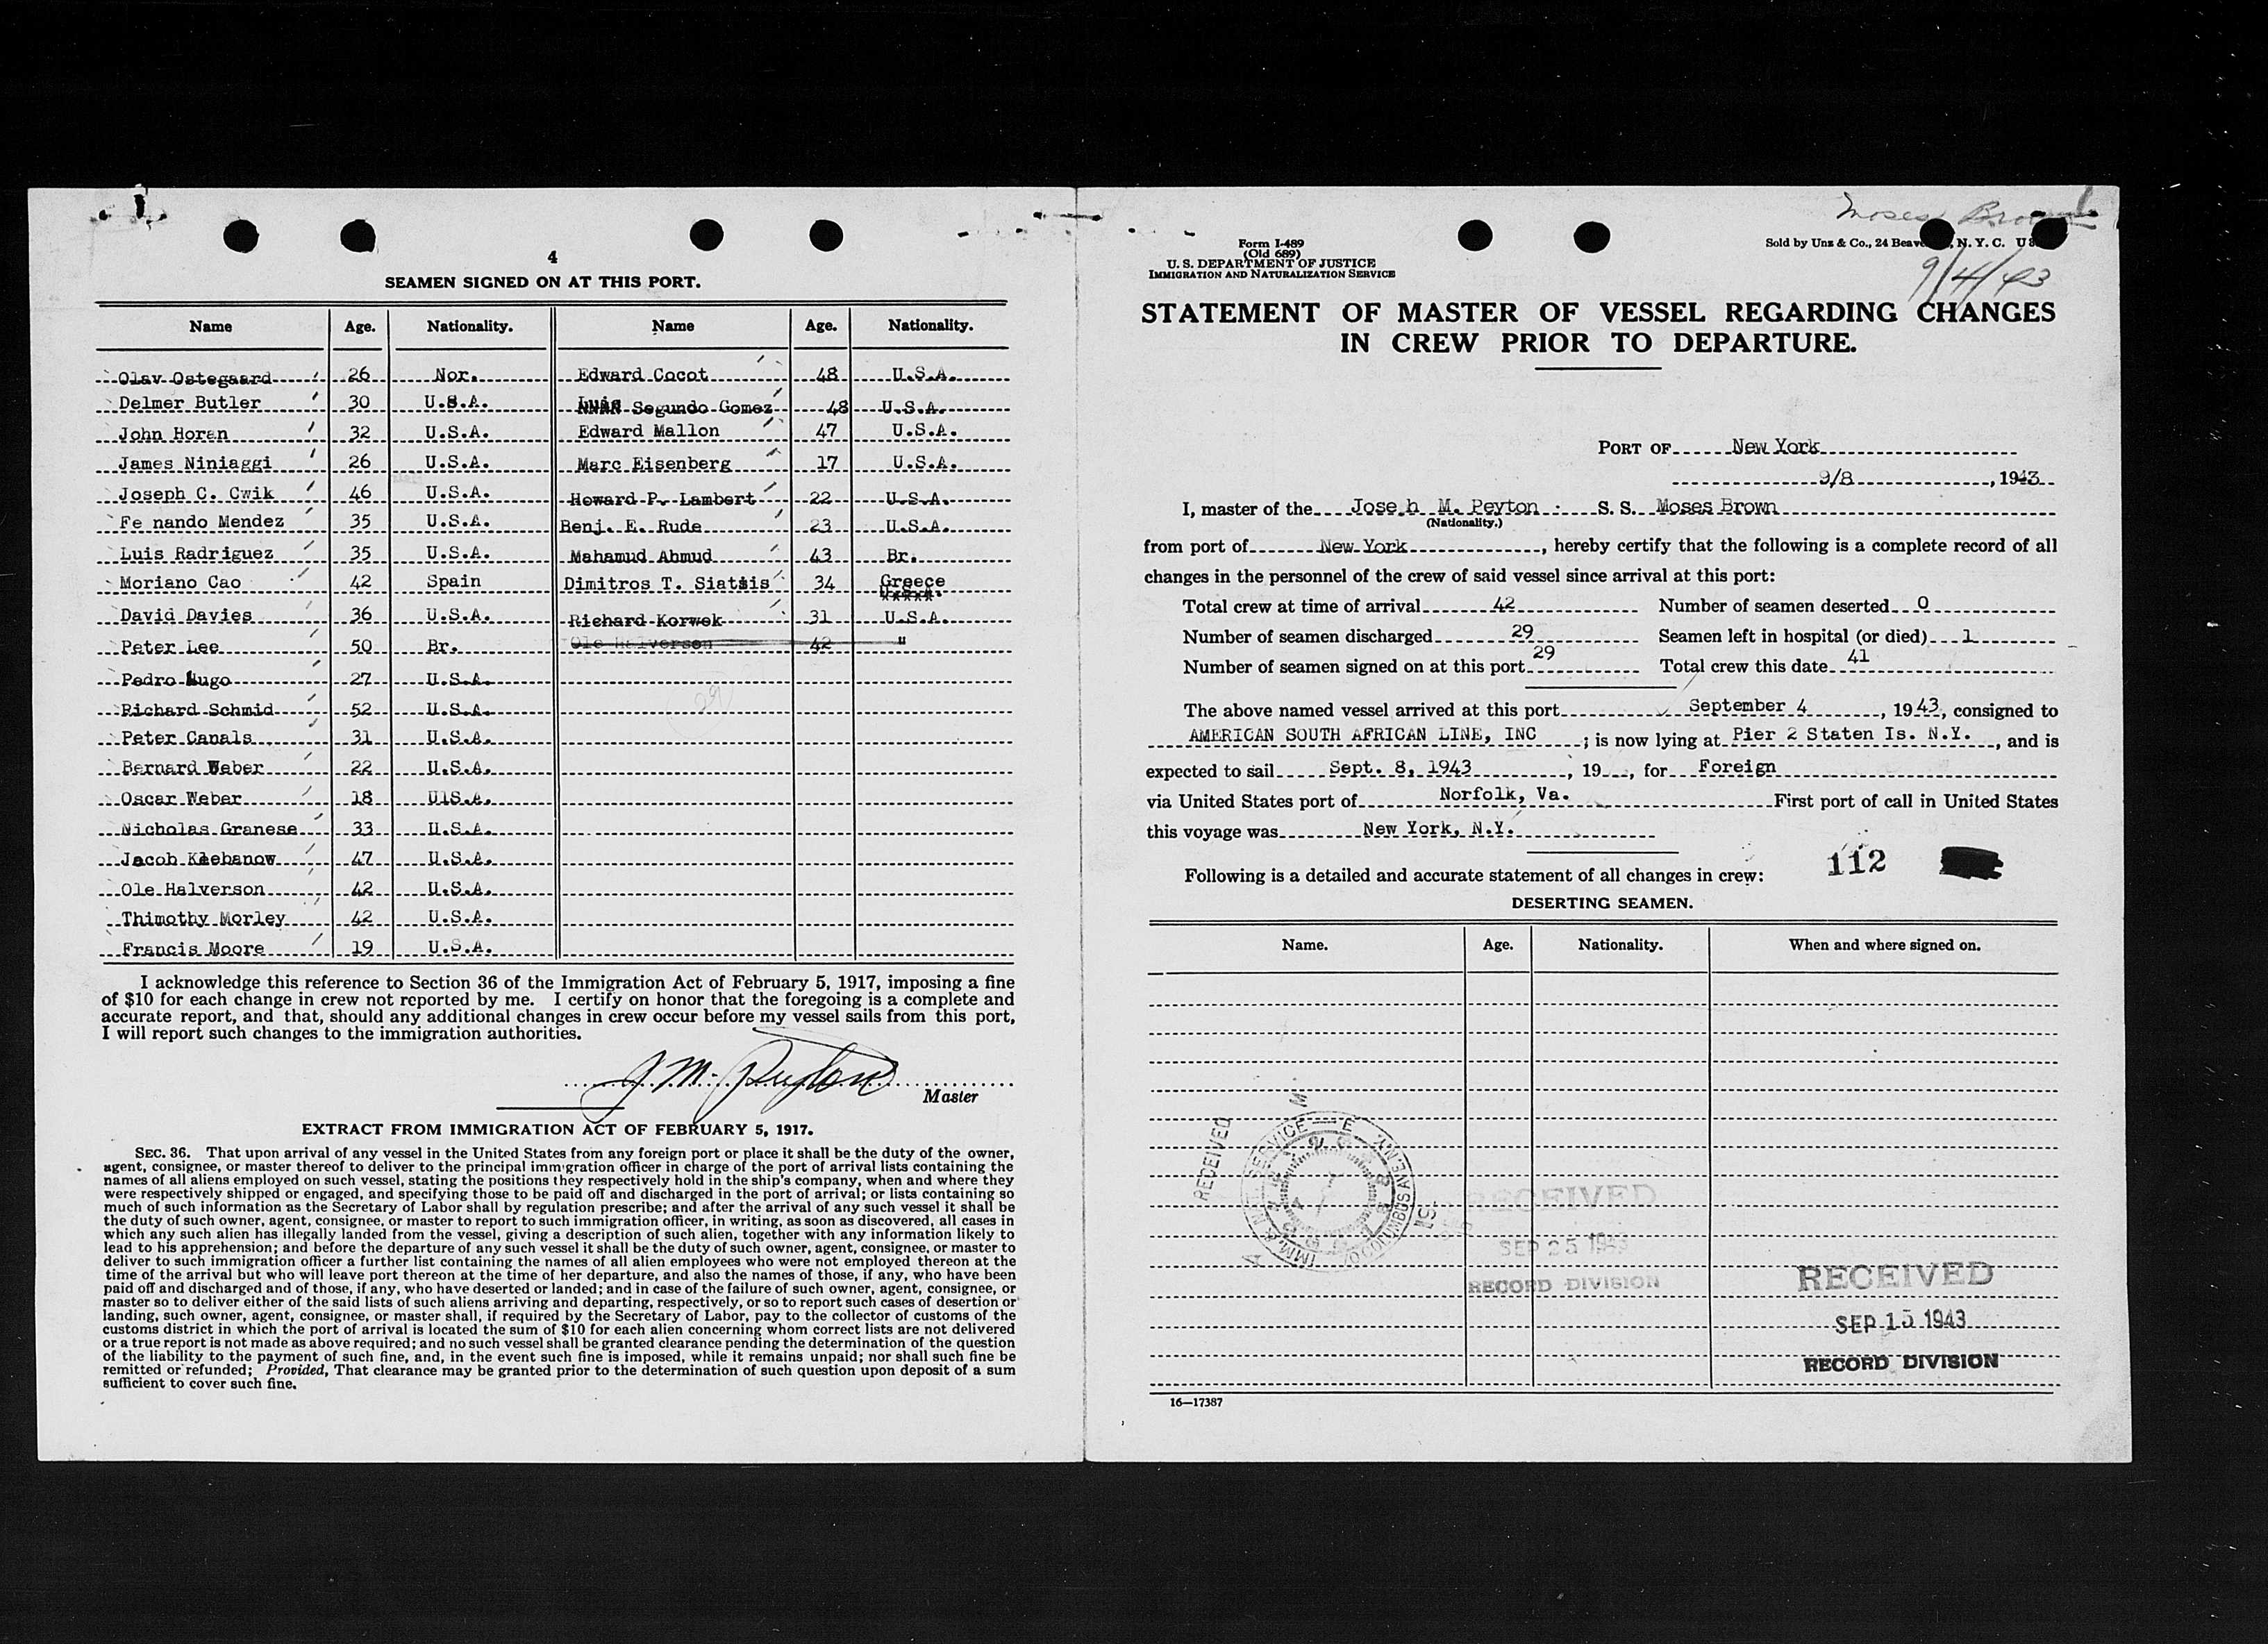 4
SEAMEN SIGNED ON AT THIS PORT.
Name Age. Nationality. Name Age. Nationality.
Olav Ostegaard 26 Nor. Edward Cocot 48 U.S.A.
Delmer Butler 30 U.S.A. Luis Segundo Gomez 48 U.S.A.
John Horan 32 U.S.A. Edward Mallon 47 U.S.A.
James Niniaggi 26 U.S.A. Marc Eisenberg 17 U.S.A.
Joseph C. Cwik 46 U.S.A. Howard P. Lambert 22 U.S.A.
Fe nando Mendez 35 U.S.A. Benj. E. Rude 23 U.S.A.
Luis Radriguez 35 U.S.A. Mahamud Ahmud 43 Br.
Moriano Cao 42 Spain Dimitros T. Siatsis 34 Greece
David Davies 36 U.S.A. Richard Korwek 31 U.S.A.
Peter Lee 50 Br. Ole Halverson 42 "
Pedro Lugo 27 U.S.A.
Richard Schmid 52 U.S.A.
Peter Canals 31 U.S.A.
Bernard Weber 22 U.S.A.
Oscar Weber 18 U1S.A.
Nicholas Granese 33 U.S.A.
Jacob Klebanow 47 U.S.A.
Ole Halverson 42 U.S.A.
Thimothy Morley 42 U.S.A.
Francis Moore 19 U.S.A.
29
I acknowledge this reference to Section 36 of the Immigration Act of February 5, 1917, imposing a fine
of $10 for each change in crew not reported by me. I certify on honor that the foregoing is a complete and
accurate report, and that, should any additional changes in crew occur before my vessel sails from this port,
I will report such changes to the immigration authorities.
J M. Peyton
Master
EXTRACT FROM IMMIGRATION ACT OF FEBRUARY 5, 1917.
SEC. 36. That upon arrival of any vessel in the United States from any foreign port or place it shall be the duty of the owner,
agent, consignee, or master thereof to deliver to the principal immigration officer in charge of the port of arrival lists containing the
names of all aliens employed on such vessel, stating the positions they respectively hold in the ship's company, when and where they
were respectively shipped or engaged, and specifying those to be paid off and discharged in the port of arrival; or lists containing so
much of such information as the Secretary of Labor shall by regulation prescribe; and after the arrival of any such vessel it shall be
the duty of such owner, agent, consignee, or master to report to such immigration officer, in writing, as soon as discovered, all cases in
which any such alien has illegally landed from the vessel, giving a description of such alien, together with any information likely to
lead to his apprehension; and before the departure of any such vessel it shall be the duty of such owner, agent, consignee, or master to
deliver to such immigration officer a further list containing the names of all alien employees who were not employed thereon at the
time of the arrival but who will leave port thereon at the time of her departure, and also the names of those, if any, who have been
paid off and discharged and of those, if any, who have deserted or landed; and in case of the failure of such owner, agent, consignee, or
master so to deliver either of the said lists of such aliens arriving and departing, respectively, or so to report such cases of desertion or
landing, such owner, agent, consignee, or master shall, if required by the Secretary of Labor, pay to the collector of customs of the
customs district in which the port of arrival is located the sum of $10 for each alien concerning whom correct lists are not delivered
or a true report is not made as above required; and no such vessel shall be granted clearance pending the determination of the question
of the liability to the payment of such fine, and, in the event such fine is imposed, while it remains unpaid; nor shall such fine be
remitted or refunded; Provided, That clearance may be granted prior to the determination of such question upon deposit of a sum
sufficient to cover such fine.
Moses Brown
Form I-489
(Old 689)
U. S. DEPARTMENT OF JUSTICE
IMMIGRATION AND NATURALIZATION SERVICE
Sold by Unz & Co., 24 Beaver N. Y. C. U S
9/4/43
STATEMENT OF MASTER OF VESSEL REGARDING CHANGES
IN CREW PRIOR TO DEPARTURE.
PORT OF New York
9/8, 1943
I, master of the Jose h M. Peyton S. S. Moses Brown
(Nationality.)
from port of New York, hereby certify that the following is a complete record of all
changes in the personnel of the crew of said vessel since arrival at this port:
Total crew at time of arrival 42 Number of seamen deserted 0
Number of seamen discharged 29 Seamen left in hospital (or died) 1
Number of seamen signed on at this port 29 Total crew this date 41
The above named vessel arrived at this port September 4, 1943, consigned to
AMERICAN SOUTH AFRICAN LINE, INC; is now lying at Pier 2 Staten Is. N.Y., and is
expected to sail Sept. 8, 1943, 19, for Foreign
via United States port of Norfolk, Va. First port of call in United States
this voyage was New York, N.Y.
Following is a detailed and accurate statement of all changes in crew: 112
DESERTING SEAMEN.
Name. Age. Nationality. When and where signed on.
RECEIVED
IMM & N SERVICE COLUMBUS AVE. N.Y.
RECEIVED
SEP 25 1943
RECORD DIVISION
RECEIVED
SEP 15 1943
RECORD DIVISION
16—17387